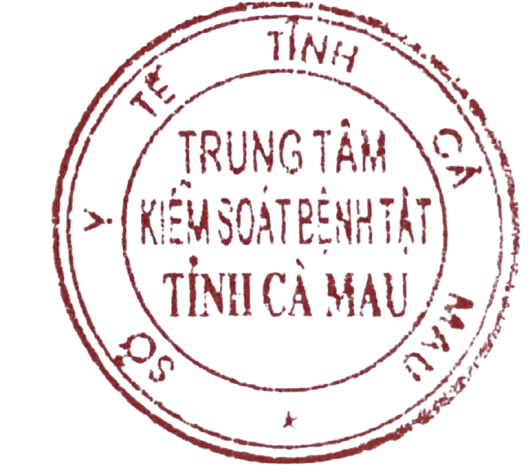 SỞ Y TẾ TỈNH CÀ MAU
TRUNG TÂM
KIỂM SOÁT BỆNH TẬT
TỈNH CÀ MAU